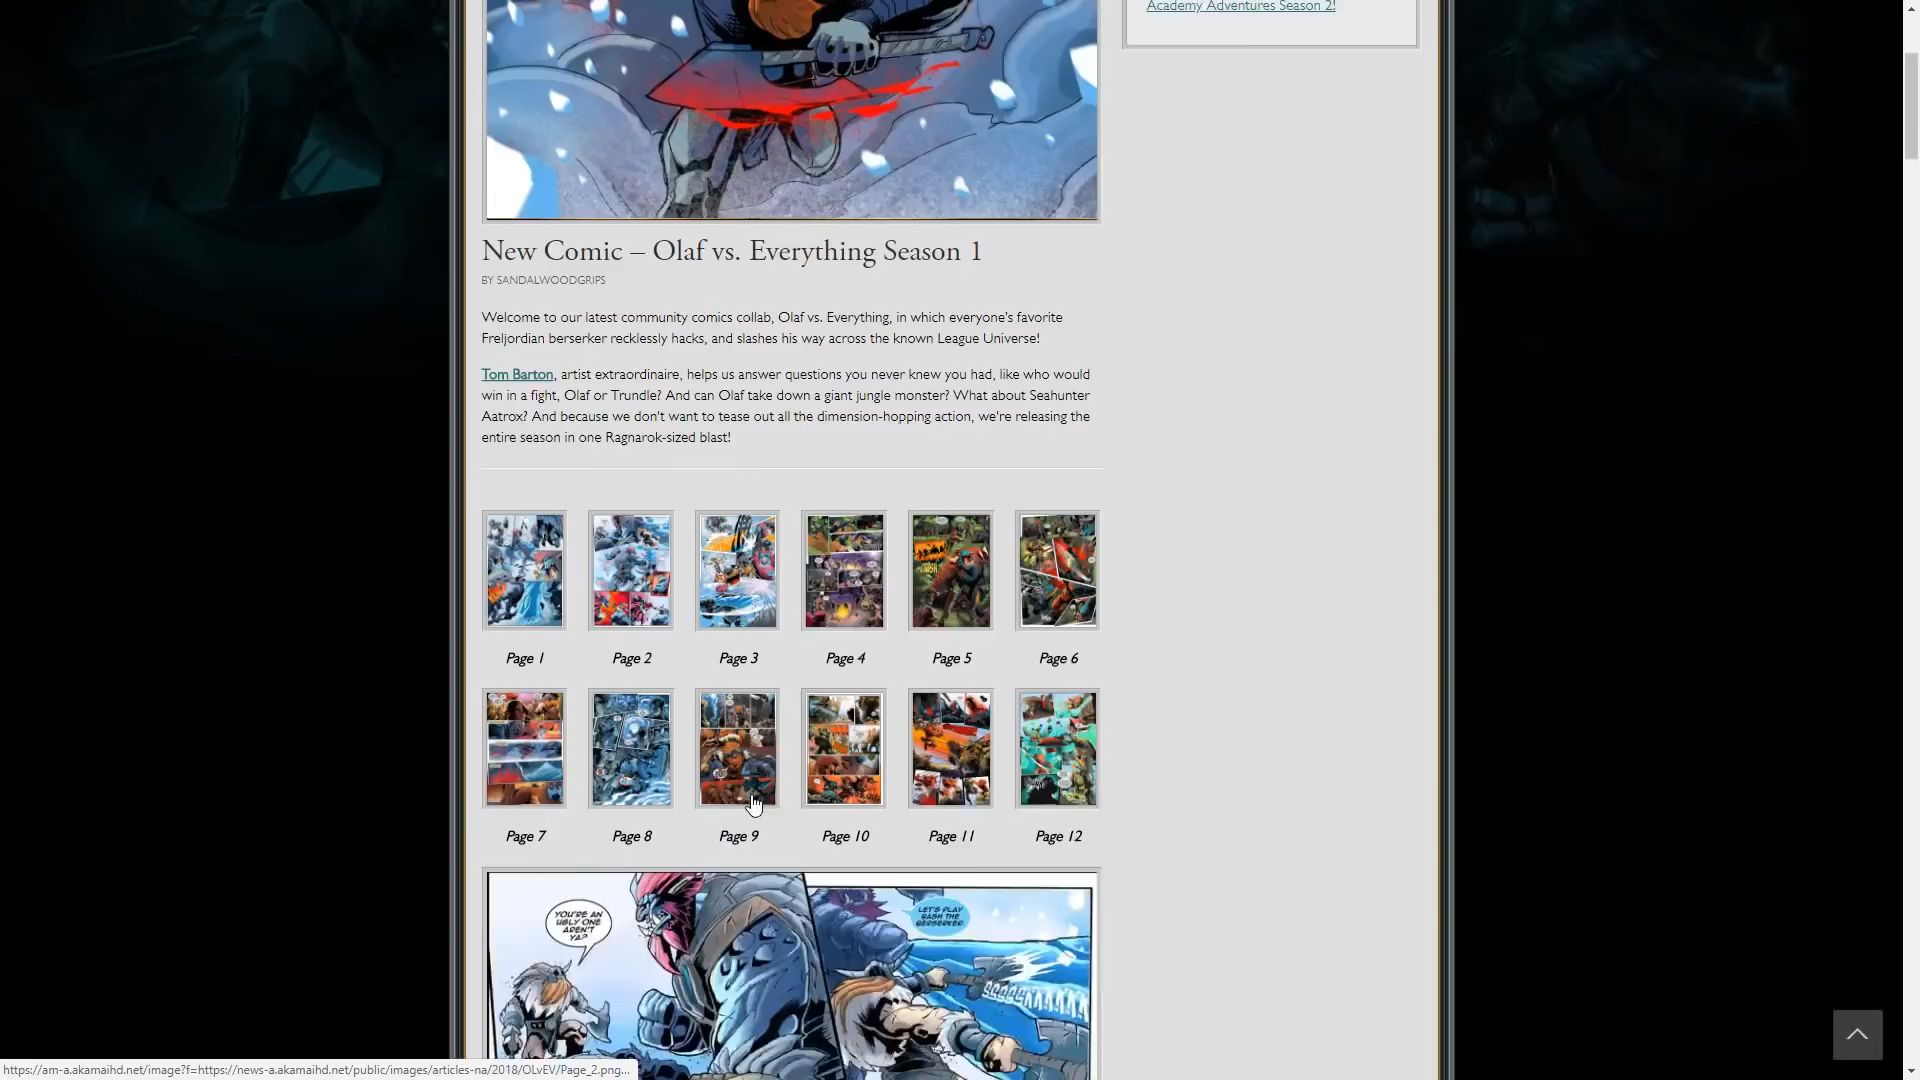 Academy Adventures Season 2!
New Comic – Olaf vs. Everything Season 1
BY SANDALWOODGRIPS
Welcome to our latest community comics collab, Olaf vs. Everything, in which everyone's favorite
Freljordian berserker recklessly hacks, and slashes his way across the known League Universe!
Tom Barton, artist extraordinaire, helps us answer questions you never knew you had, like who would
win in a fight, Olaf or Trundle? And can Olaf take down a giant jungle monster? What about Seahunter
Aatrox? And because we don't want to tease out all the dimension-hopping action, we're releasing the
entire season in one Ragnarok-sized blast!
Page 1 Page 2 Page 3 Page 4 Page 5 Page 6
Page 7 Page 8 Page 9 Page 10 Page 11 Page 12
YOU'RE AN
UGLY ONE
AREN'T
YA?
LET'S PLAY
BASH THE
BERSERKER.
https://am-a.akamaihd.net/image?f=https://news-a.akamaihd.net/public/images/articles-na/2018/OLvEV/Page_2.png...